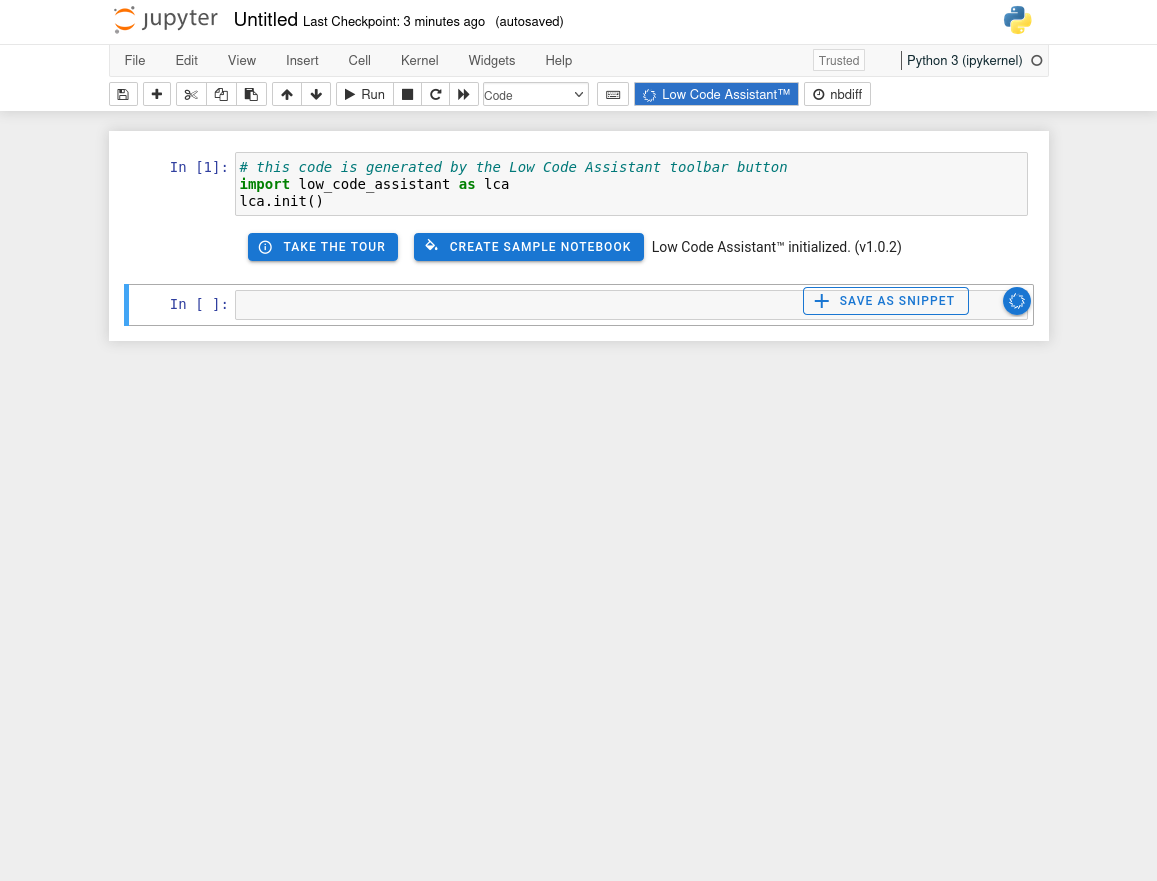 jupyter Untitled Last Checkpoint: 3 minutes ago (autosaved)
File Edit View Insert Cell Kernel Widgets Help Trusted Python 3 (ipykernel)
Run Code Low Code Assistant™ nbdiff
In [1]: # this code is generated by the Low Code Assistant toolbar button
import low_code_assistant as lca
lca.init()
TAKE THE TOUR CREATE SAMPLE NOTEBOOK Low Code Assistant™ initialized. (v1.0.2)
In [ ]: SAVE AS SNIPPET